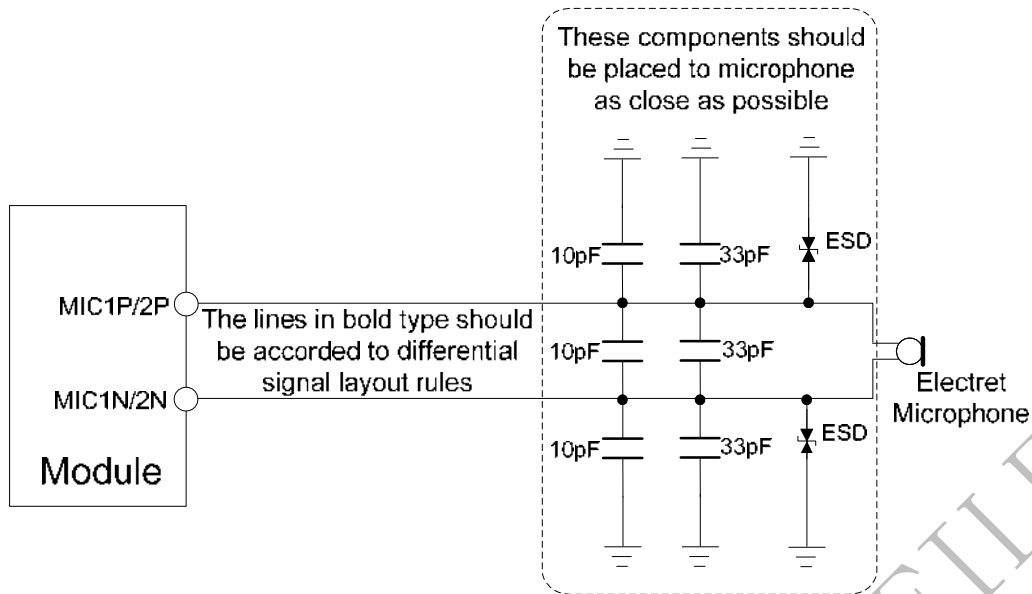 These components should
be placed to microphone
as close as possible
10pF
33pF
ESD
MIC1P/2P
The lines in bold type should
be accorded to differential
signal layout rules
10pF
33pF
Electret
Microphone
MIC1N/2N
10pF
33pF
ESD
Module